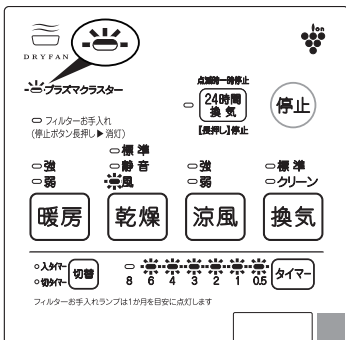 DRYFAN
ion
プラズマクラスター
点滅時一時停止
24時間
換気
【長押し】停止
停止
フィルターお手入れ
(停止ボタン長押し▶消灯)
標準
強
静音
強
標準
弱
風
弱
クリーン
暖房
乾燥
涼風
換気
入タイマー
切タイマー
切替
8 6 4 3 2 1 0.5
タイマー
フィルターお手入れランプは1か月を目安に点灯します